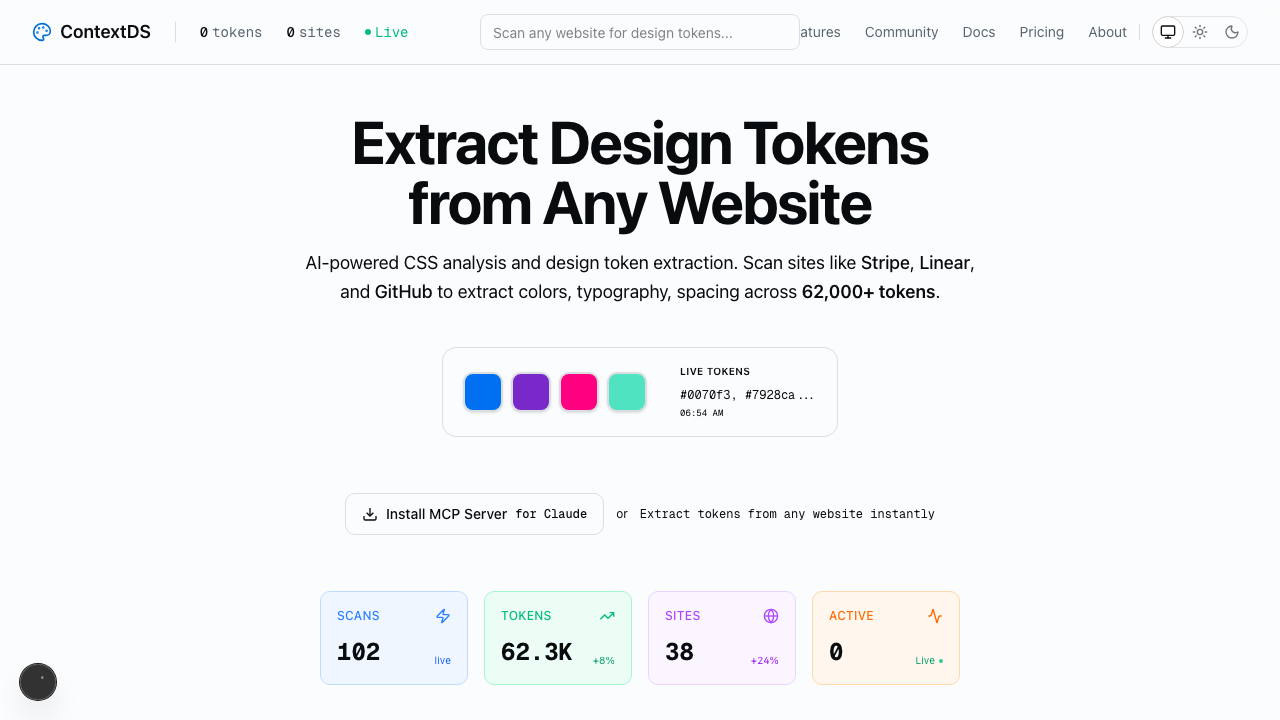 ContextDS
0 tokens
0 sites
Live
Scan any website for design tokens...
atures
Community
Docs
Pricing
About
Extract Design Tokens
from Any Website
AI-powered CSS analysis and design token extraction. Scan sites like Stripe, Linear,
and GitHub to extract colors, typography, spacing across 62,000+ tokens.
LIVE TOKENS
#0070f3, #7928ca...
06:54 AM
Install MCP Server for Claude
or Extract tokens from any website instantly
SCANS
102
live
TOKENS
62.3K
+8%
SITES
38
+24%
ACTIVE
0
Live